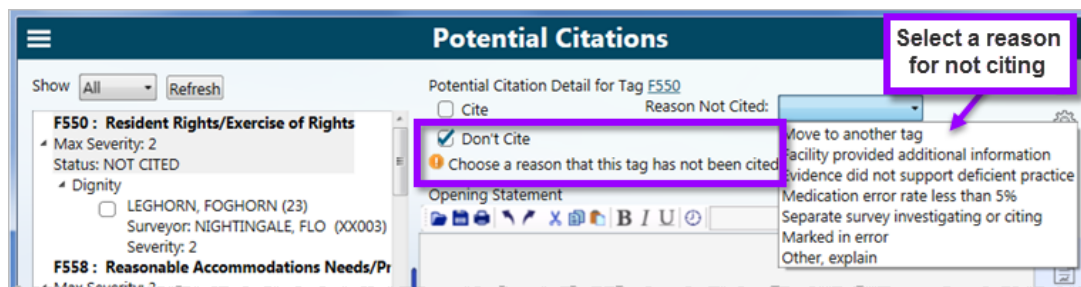 Potential Citations
Select a reason
for not citing
Show All Refresh
Potential Citation Detail for Tag F550
Cite Reason Not Cited:
Don't Cite
Choose a reason that this tag has not been cited
Move to another tag
Facility provided additional information
Evidence did not support deficient practice
Medication error rate less than 5%
Separate survey investigating or citing
Marked in error
Other, explain
F550 : Resident Rights/Exercise of Rights
Max Severity: 2
Status: NOT CITED
Dignity
LEGHORN, FOGHORN (23)
Surveyor: NIGHTINGALE, FLO (XX003)
Severity: 2
F558 : Reasonable Accommodations Needs/Pr
Max Severity: 2
Opening Statement
B I U